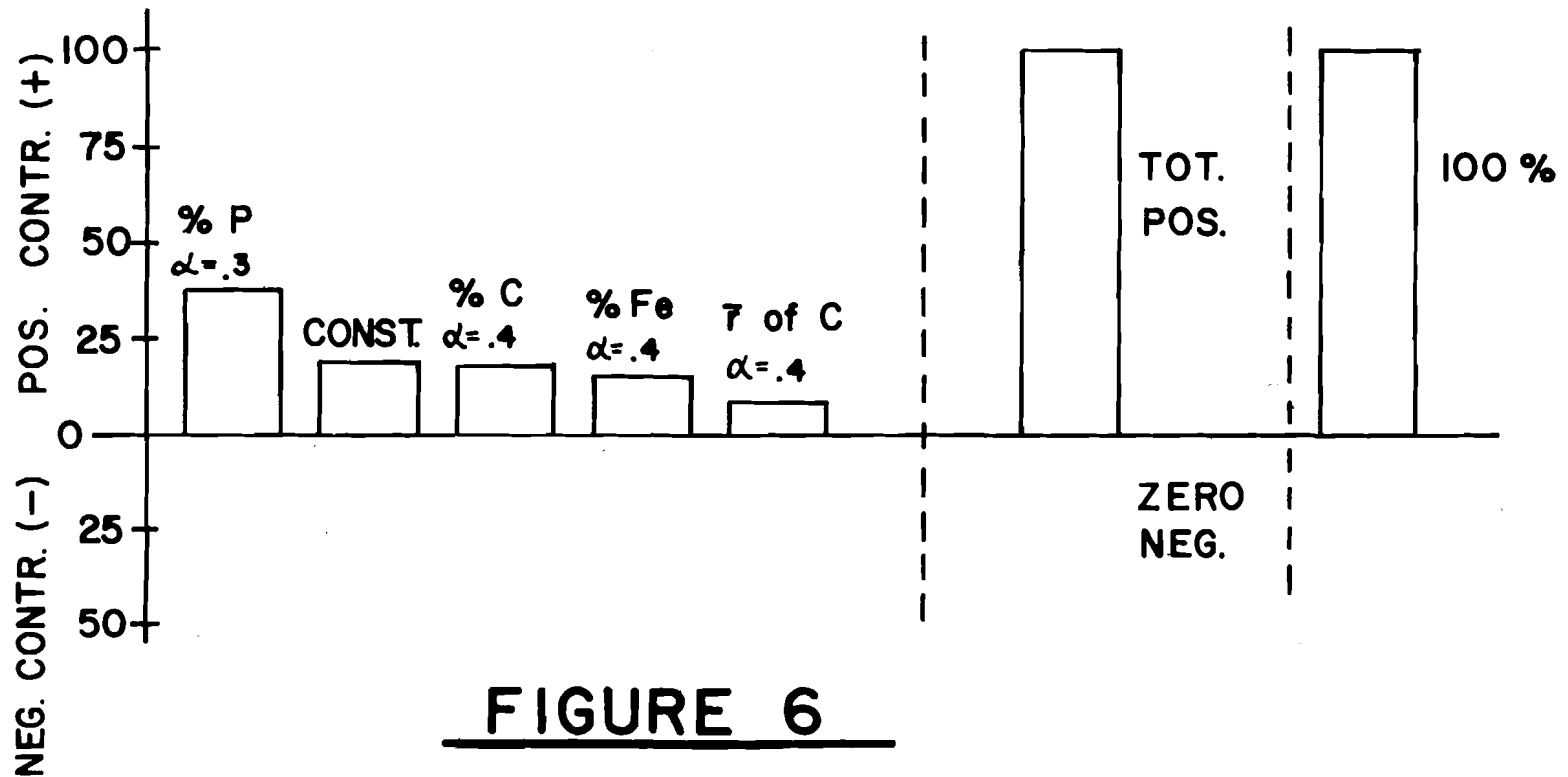 POS. CONTR. (+)
NEG. CONTR. (−)
100
75
50
25
0
25
50
% P
α=.3
CONST.
% C
α=.4
% Fe
α=.4
r̄ of C
α=.4
TOT.
POS.
ZERO
NEG.
100 %
FIGURE 6